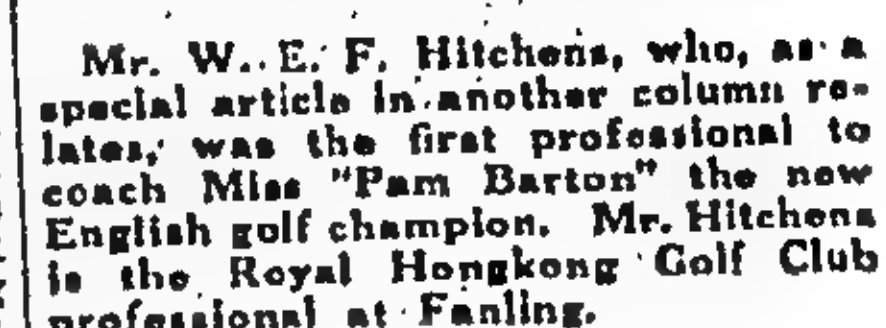 Mr. W. E. F. Hitchens, who, as a
special article in another column re-
lates, was the first professional to
coach Miss "Pam Barton" the new
English golf champion. Mr. Hitchens
is the Royal Hongkong Golf Club
professional at Fanling.